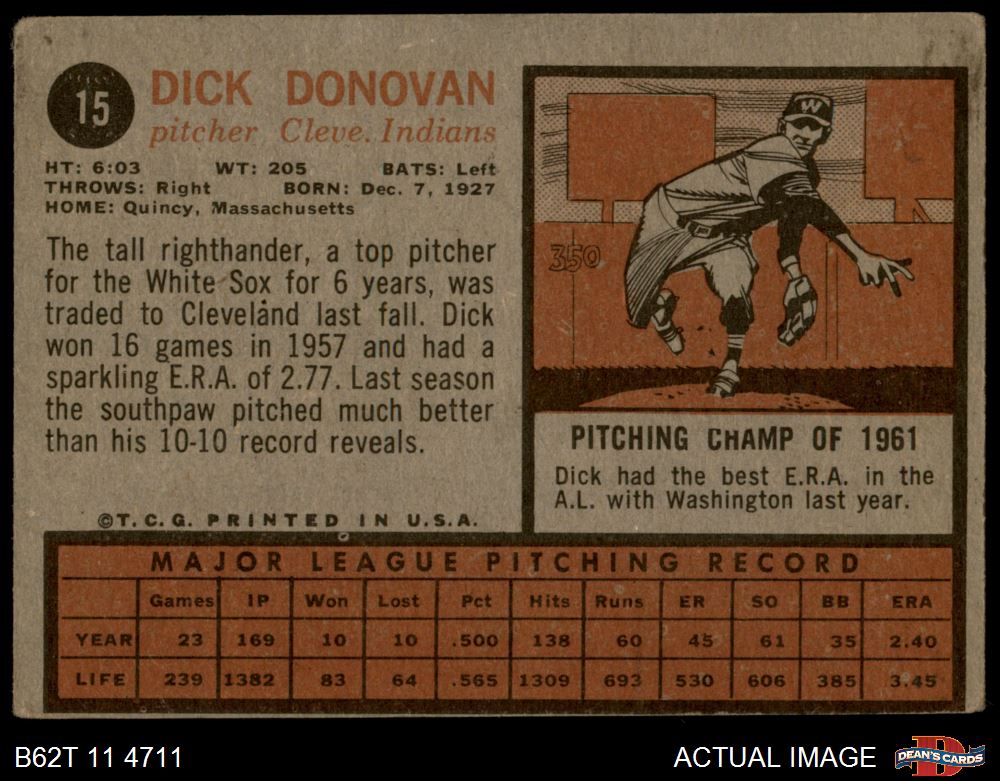 15
DICK DONOVAN
pitcher Cleve. Indians
HT: 6:03 WT: 205 BATS: Left
THROWS: Right BORN: Dec. 7, 1927
HOME: Quincy, Massachusetts
The tall righthander, a top pitcher
for the White Sox for 6 years, was
traded to Cleveland last fall. Dick
won 16 games in 1957 and had a
sparkling E.R.A. of 2.77. Last season
the southpaw pitched much better
than his 10-10 record reveals.
©T.C.G. PRINTED IN U.S.A.
W
350
PITCHING CHAMP OF 1961
Dick had the best E.R.A. in the
A.L. with Washington last year.
MAJOR LEAGUE PITCHING RECORD
Games IP Won Lost Pct Hits Runs ER SO BB ERA
YEAR 23 169 10 10 .500 138 60 45 61 35 2.40
LIFE 239 1382 83 64 .565 1309 693 530 606 385 3.45
B62T 11 4711
ACTUAL IMAGE
D
DEAN'S CARDS